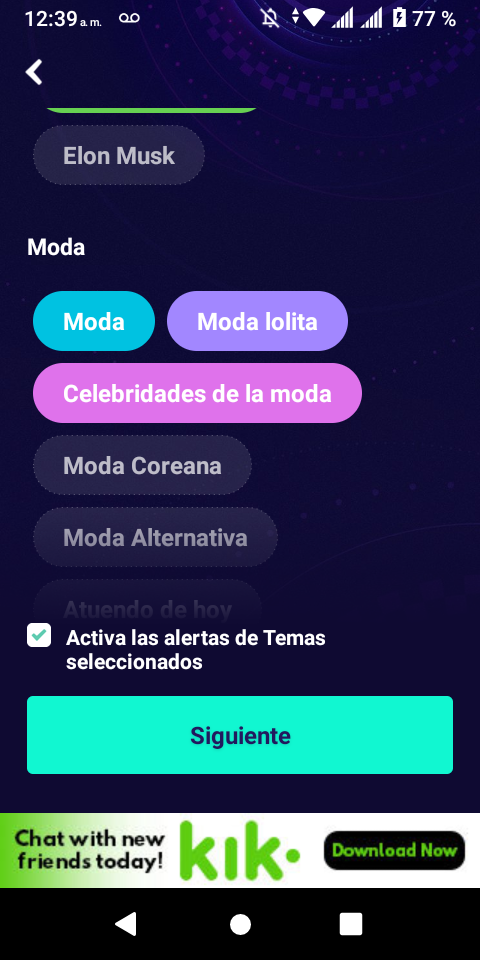 12:39 a. m.
77 %
Elon Musk
Moda
Moda
Moda lolita
Celebridades de la moda
Moda Coreana
Moda Alternativa
Atuendo de hoy
Activa las alertas de Temas
seleccionados
Siguiente
Chat with new
friends today!
kik
Download Now